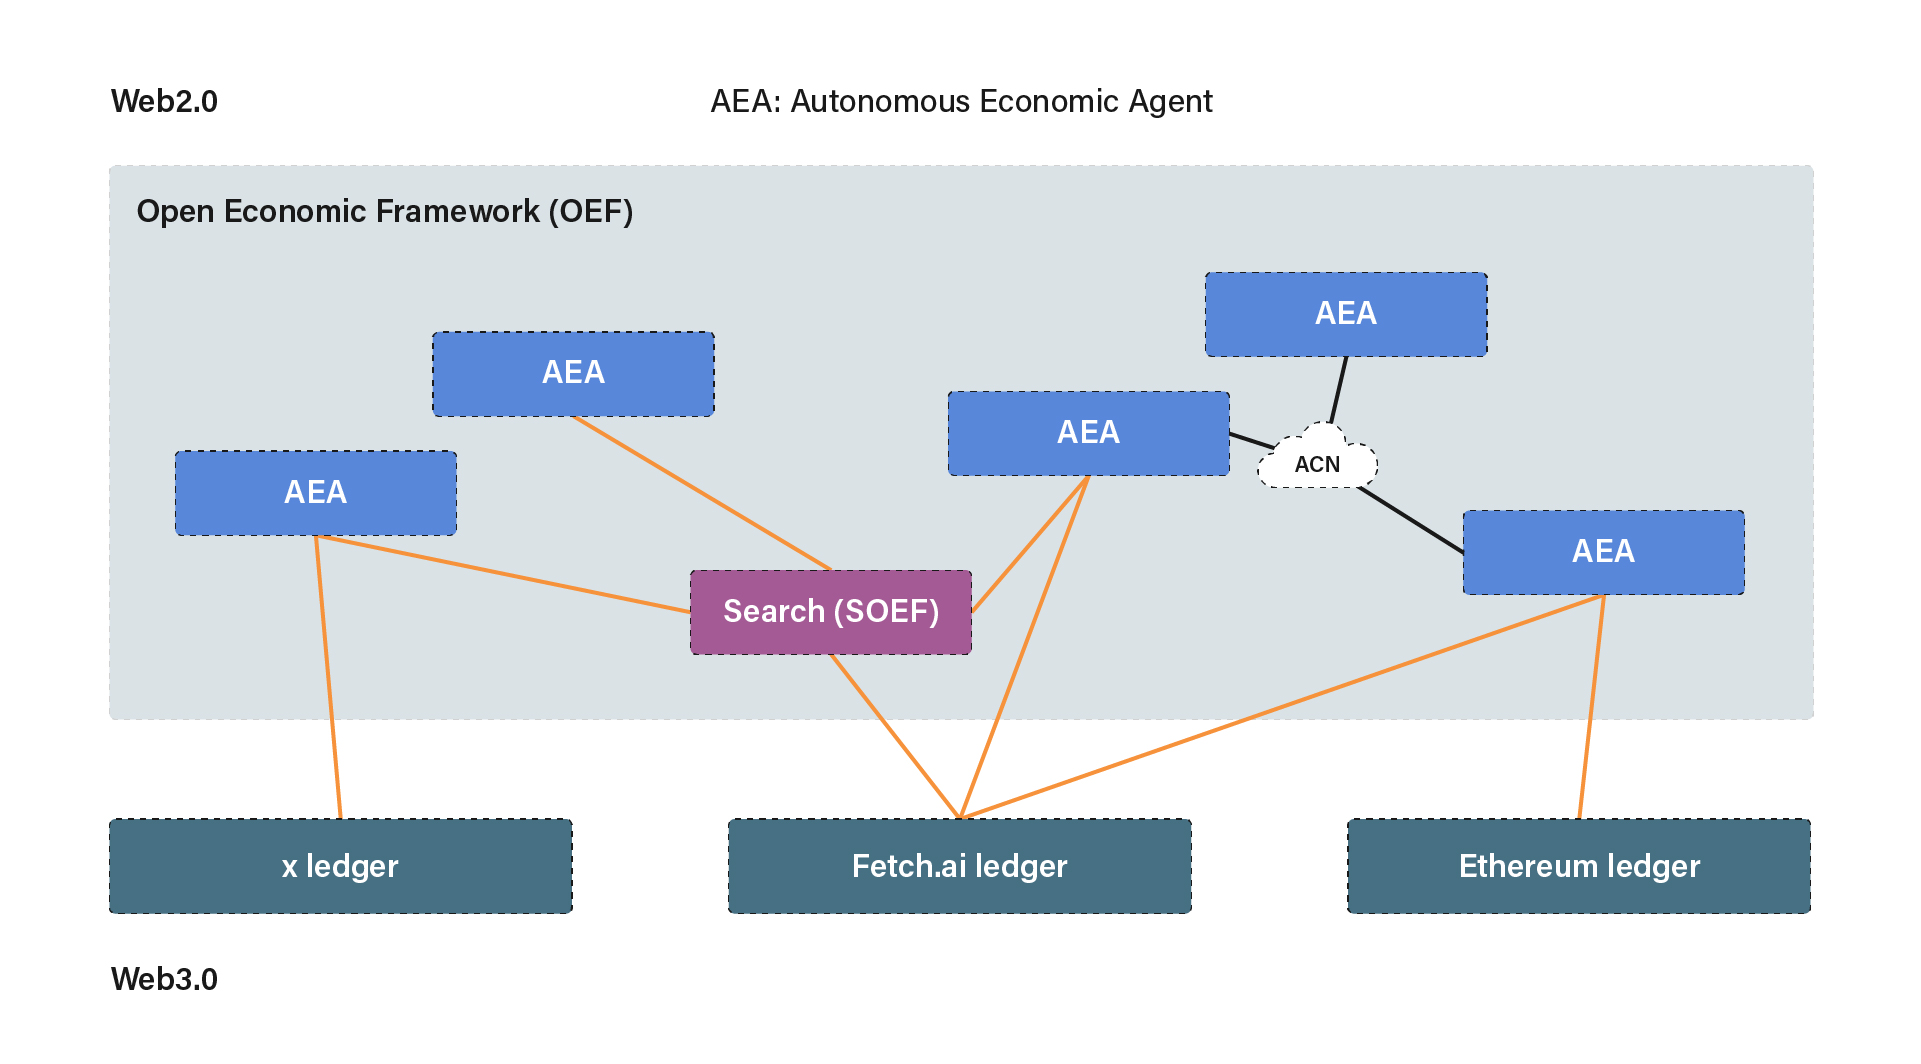 Web2.0
AEA: Autonomous Economic Agent
Open Economic Framework (OEF)
AEA
AEA
AEA
ACN
AEA
AEA
Search (SOEF)
x ledger
Fetch.ai ledger
Ethereum ledger
Web3.0